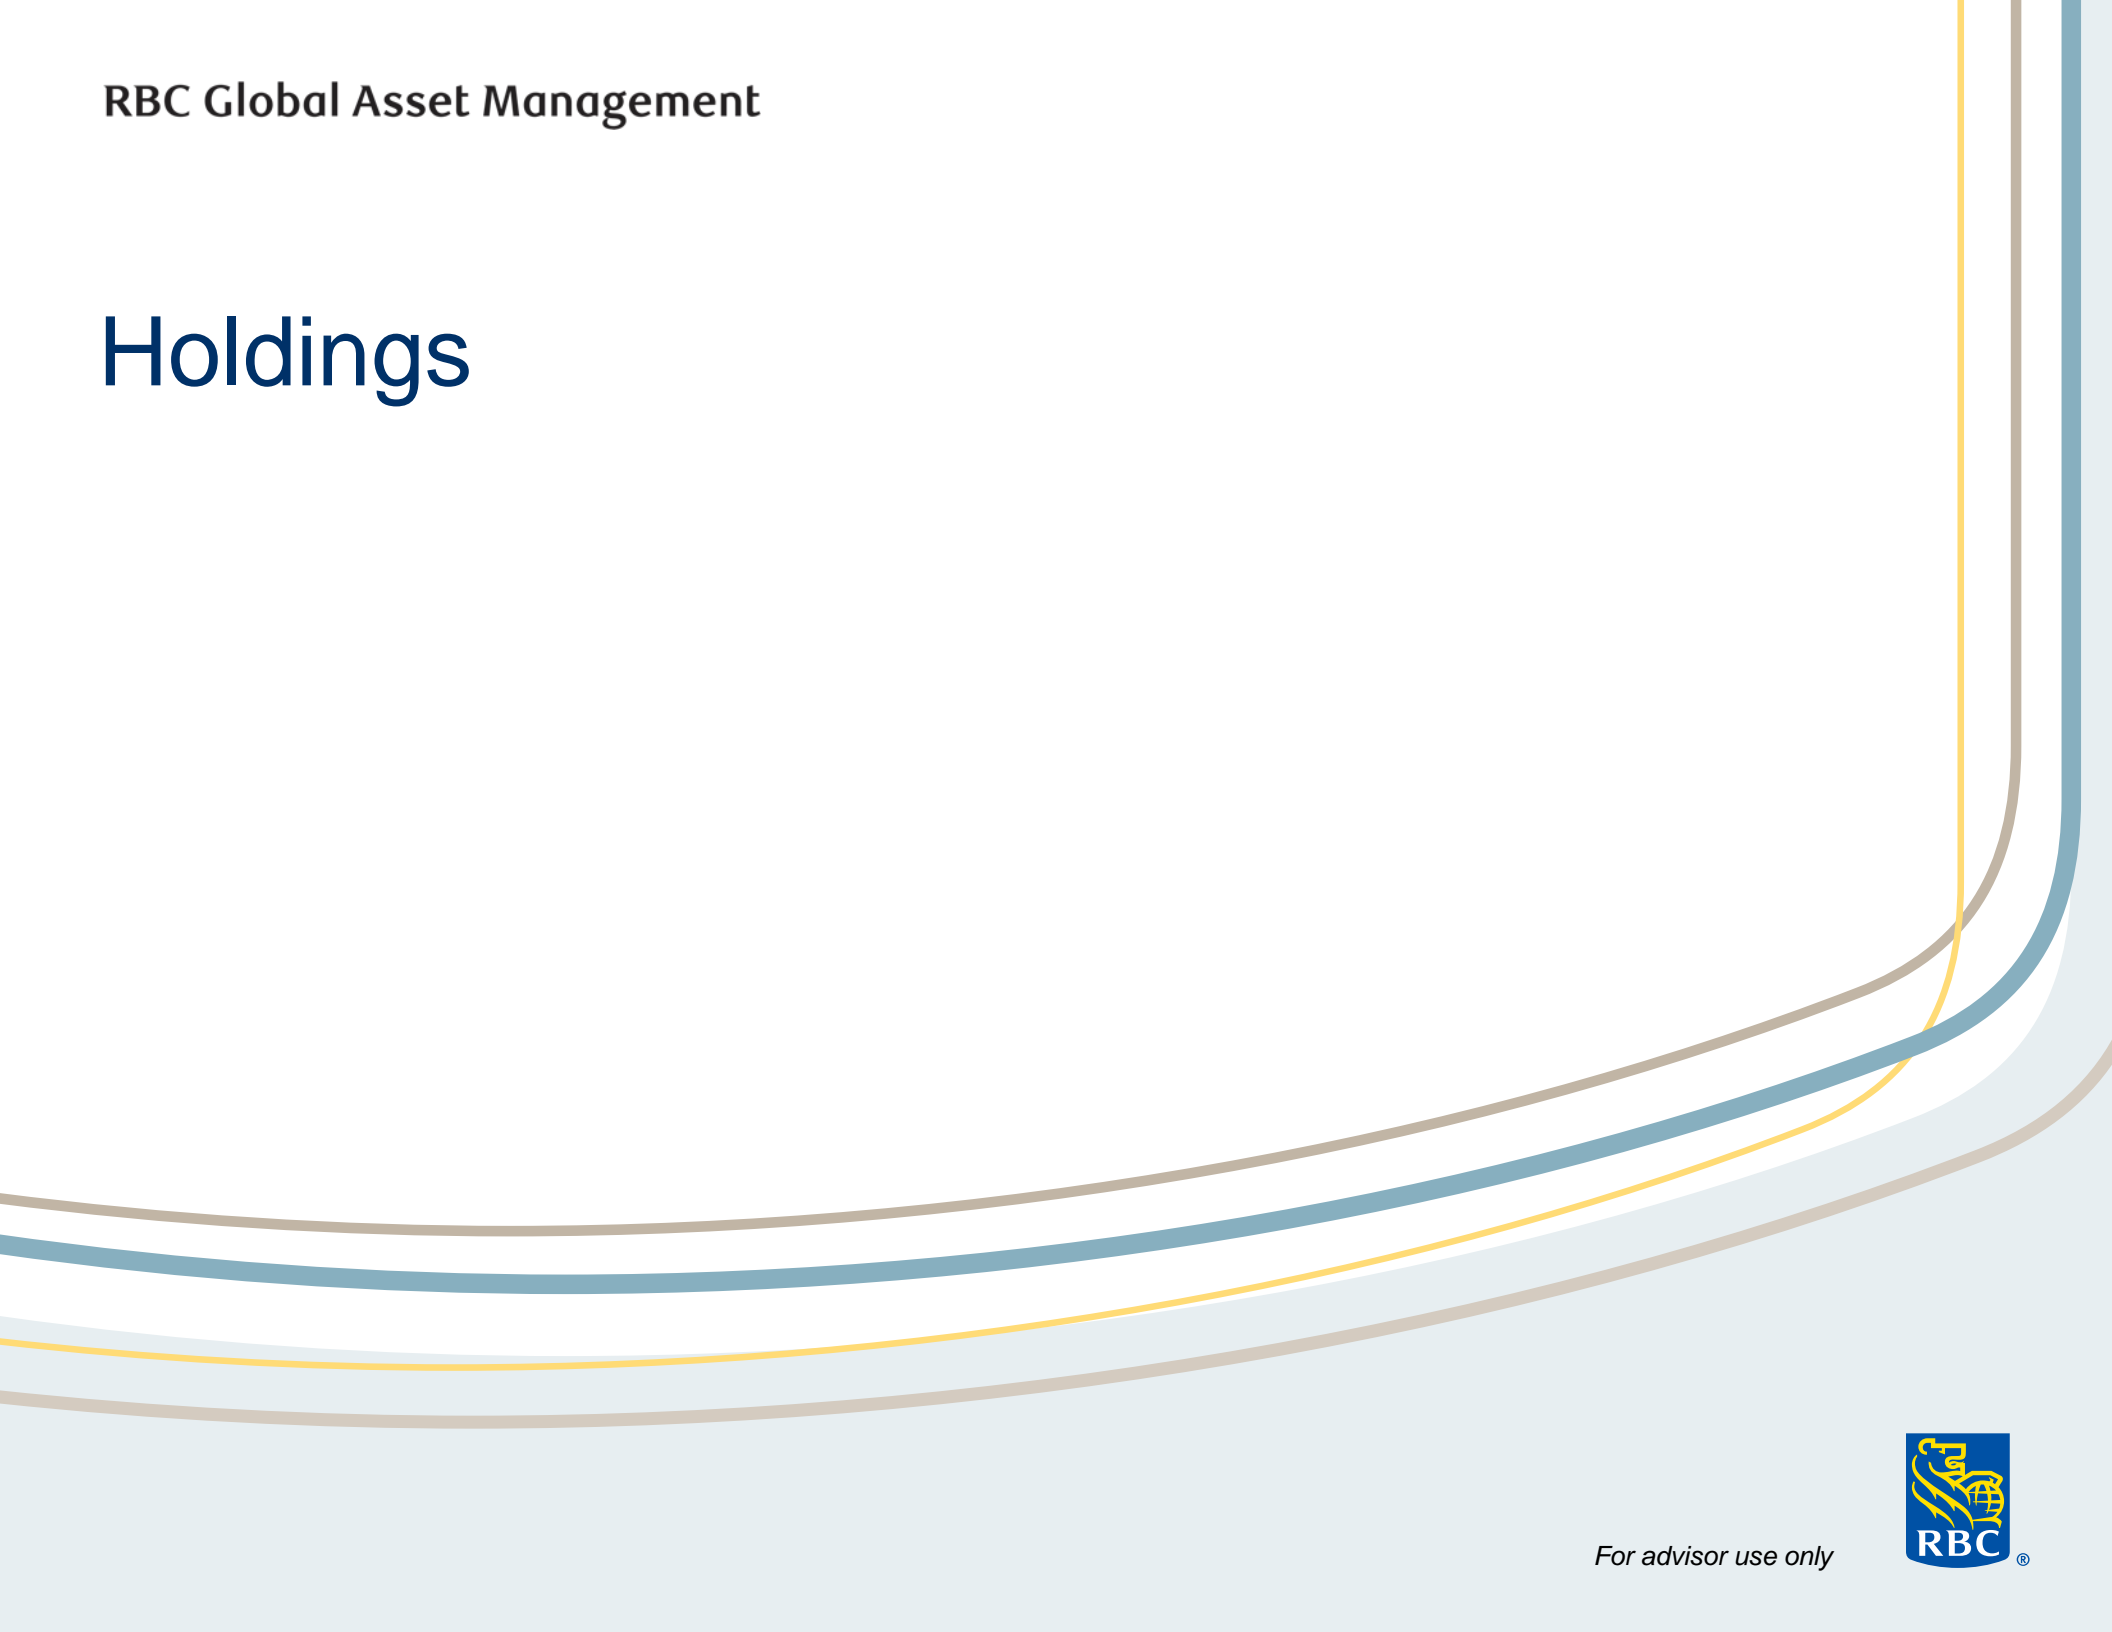 RBC Global Asset Management
Holdings
For advisor use only
RBC
®